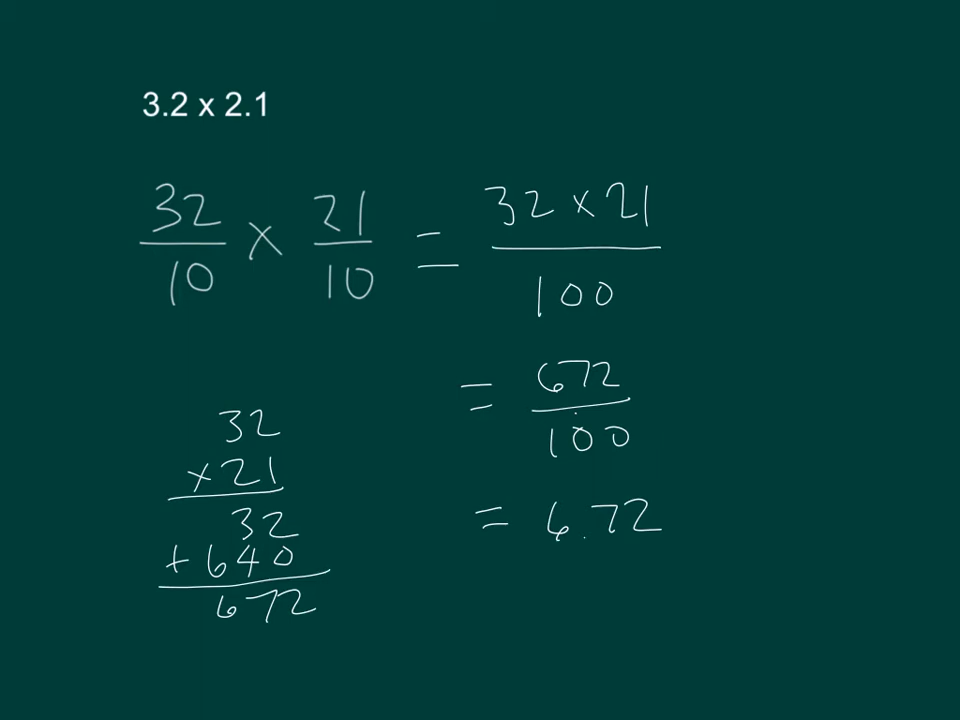 3.2 x 2.1
32/10 x 21/10 = 32 x 21/100
= 672/100
= 6.72
32
x 21
32
+ 640
672